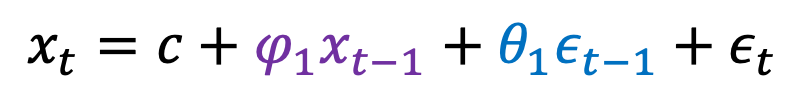 xₜ = c + φ₁xₜ₋₁ + θ₁ϵₜ₋₁ + ϵₜ